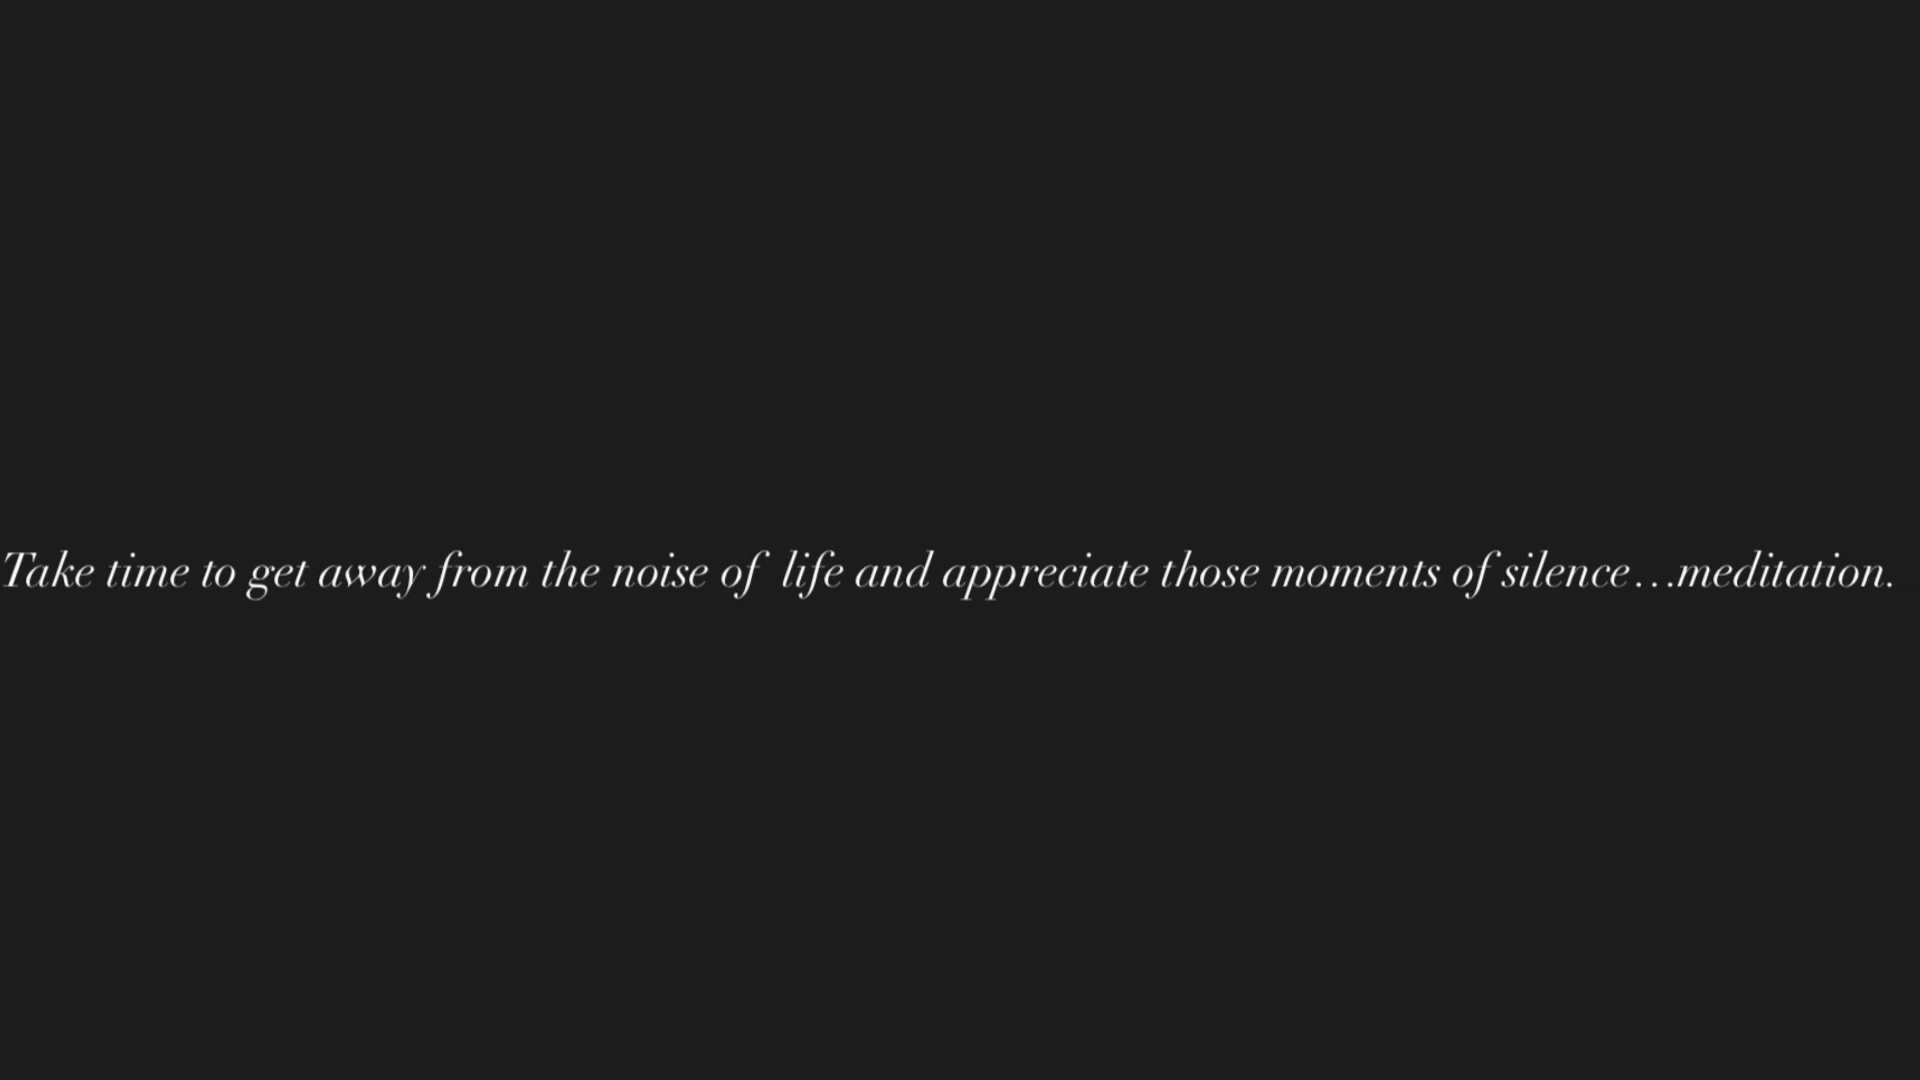 Take time to get away from the noise of  life and appreciate those moments of silence…meditation.